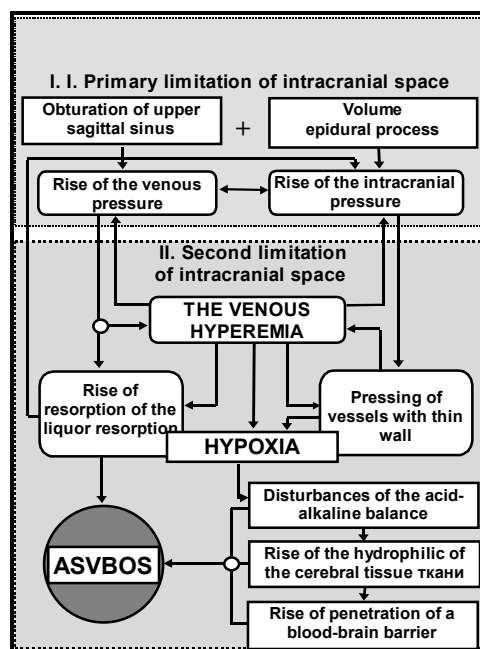 I. I. Primary limitation of intracranial space
Obturation of upper
sagittal sinus
+
Volume
epidural process
Rise of the venous
pressure
Rise of the intracranial
pressure
II. Second limitation
of intracranial space
THE VENOUS
HYPEREMIA
Rise of
resorption of the
liquor resorption
Pressing of
vessels with thin
wall
HYPOXIA
Disturbances of the acid-
alkaline balance
ASVBOS
Rise of the hydrophilic of
the cerebral tissue ткани
Rise of penetration of a
blood-brain barrier